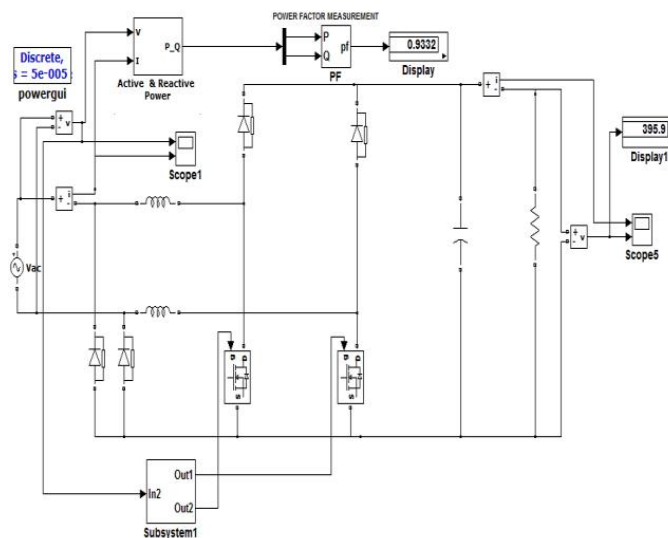 POWER FACTOR MEASUREMENT
Discrete,
s = 5e-005
powergui
V
I
P_Q
Active & Reactive
Power
P
Q
pf
PF
0.9332
Display
+
-
v
Scope1
+
-
i
Vac
+
-
i
395.9
Display1
+
-
v
Scope5
In2
Out1
Out2
Subsystem1